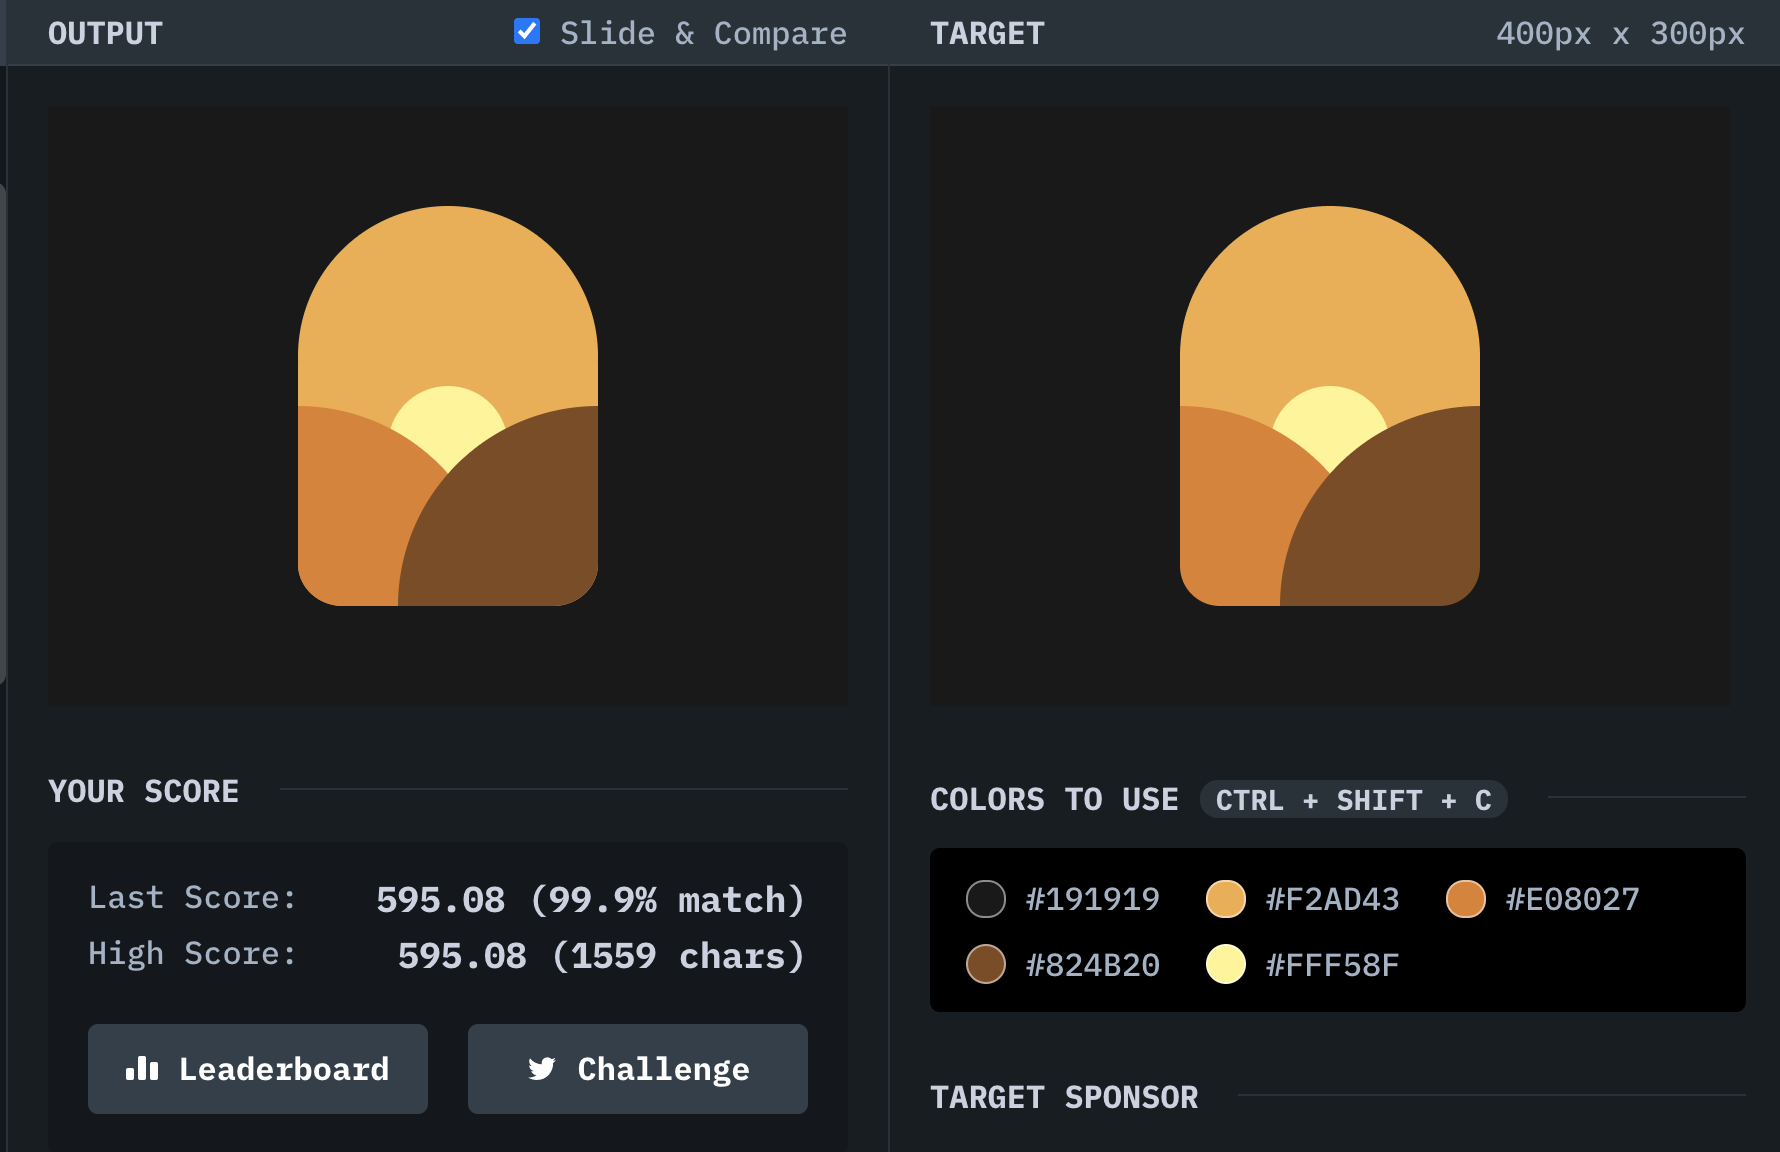 OUTPUT
Slide & Compare
TARGET
400px x 300px
YOUR SCORE
Last Score: 595.08 (99.9% match)
High Score: 595.08 (1559 chars)
Leaderboard
Challenge
COLORS TO USE CTRL + SHIFT + C
#191919 #F2AD43 #E08027
#824B20 #FFF58F
TARGET SPONSOR